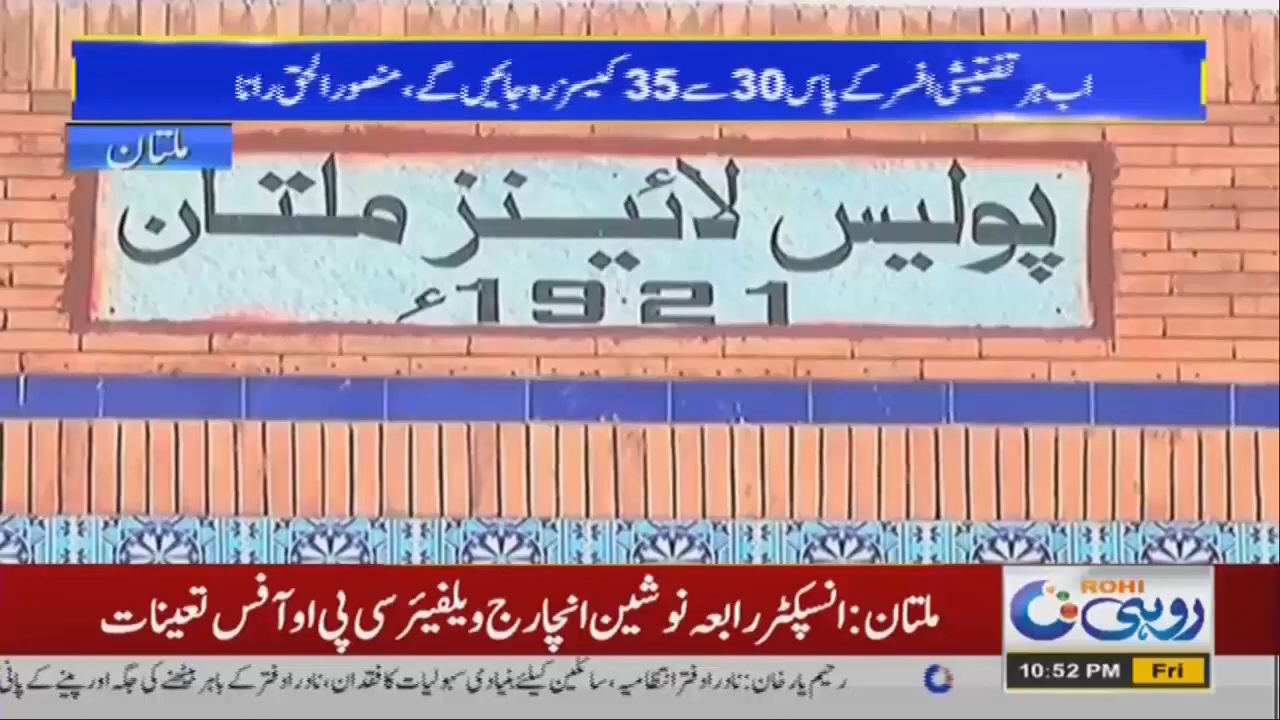 اب ہر تفتیشی افسر کے پاس 30 سے 35 کیسز رہ جائیں گے، منصور الحق رانا
ملتان
پولیس لائینز ملتان
1921ء
ملتان: انسپکٹر رابعہ نوشین انچارج ویلفیئر سی پی او آفس تعینات
ROHI
روہی
10:52 PM Fri
رحیم یار خان: نادرا دفتر انتظامیہ، سائلین کیلئے بنیادی سہولیات کا فقدان، نادرا دفتر کے باہر بیٹھنے کی جگہ اور پینے کے پانی